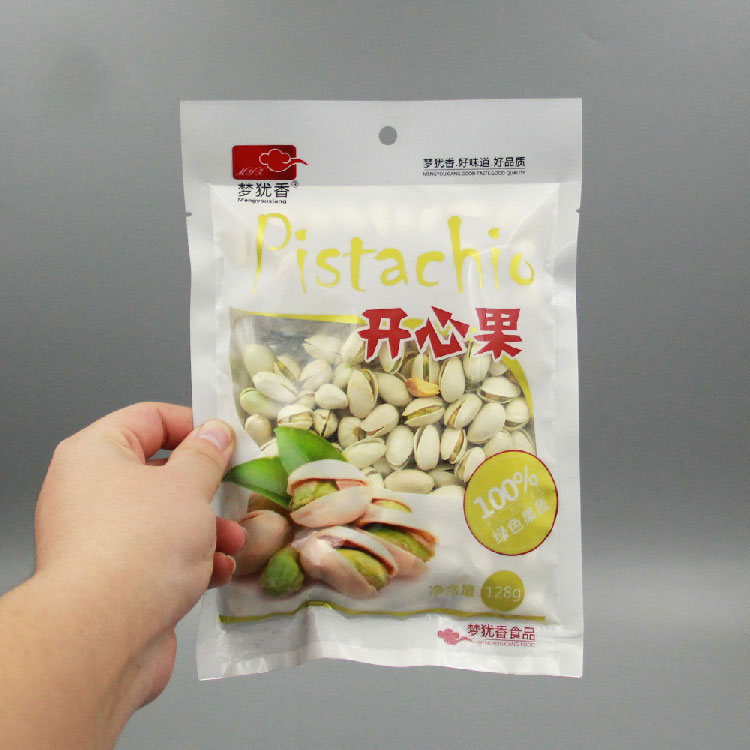 梦犹香®
Mengyouxiang
梦犹香.好味道.好品质
Pistachio
开心果
100%
绿色果品
净含量 128g
梦犹香食品